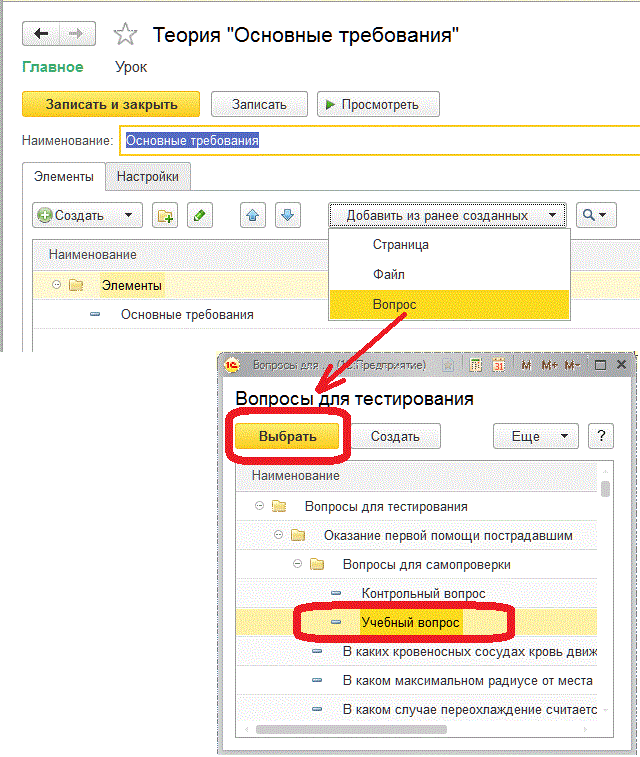 Теория "Основные требования"
Главное Урок
Записать и закрыть Записать Просмотреть
Наименование: Основные требования
Элементы Настройки
Создать Добавить из ранее созданных
Наименование
Страница
Файл
Вопрос
Элементы
Основные требования
1С Вопросы для ... (1С:Предприятие) 31 M M+ M-
Вопросы для тестирования
Выбрать Создать Еще ?
Наименование
Вопросы для тестирования
Оказание первой помощи пострадавшим
Вопросы для самопроверки
Контрольный вопрос
Учебный вопрос
В каких кровеносных сосудах кровь движ
В каком максимальном радиусе от места
В каком случае переохлаждение считаетс